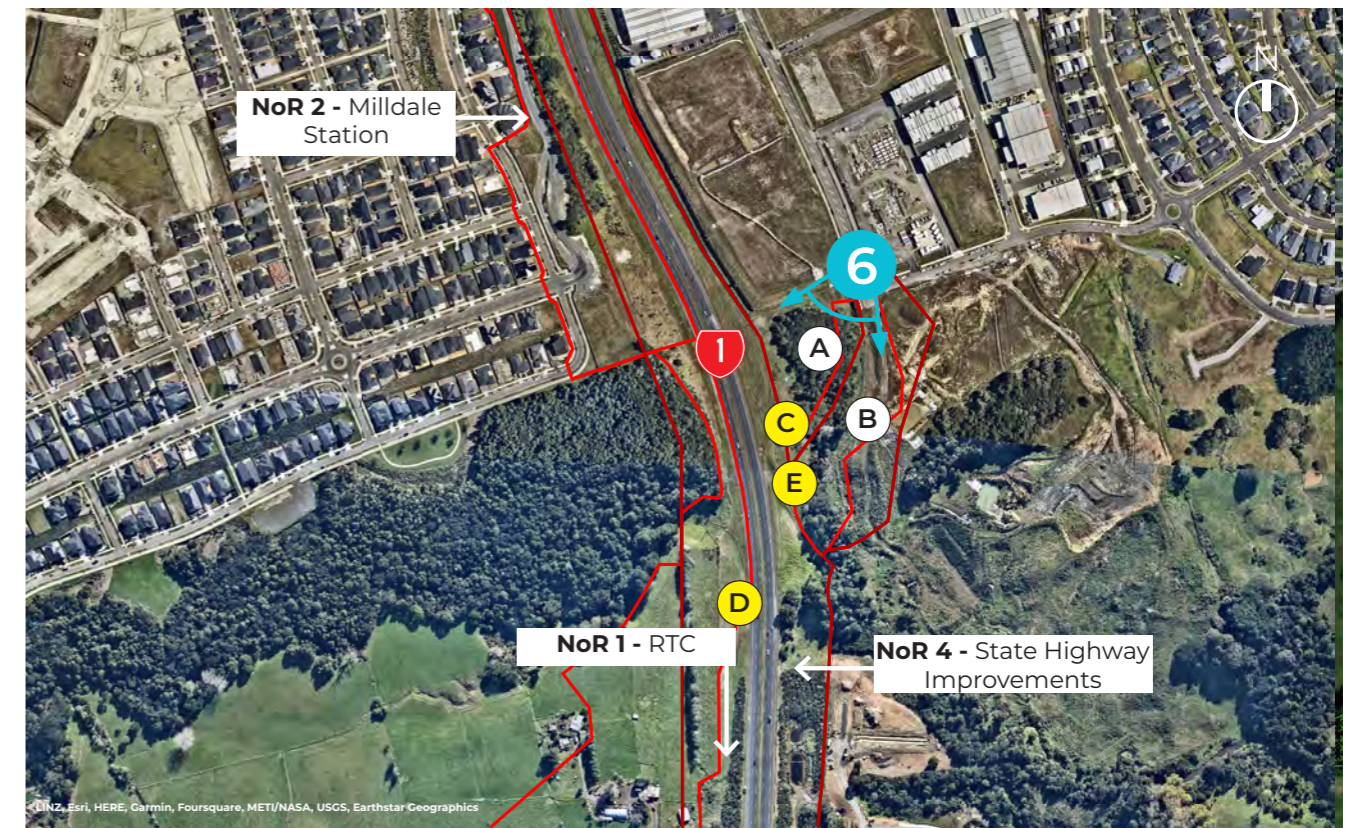 NoR 2 - Milldale
Station
N
6
1
A
C
B
E
D
NoR 1 - RTC
NoR 4 - State Highway
Improvements
LINZ, Esri, HERE, Garmin, Foursquare, METI/NASA, USGS, Earthstar Geographics